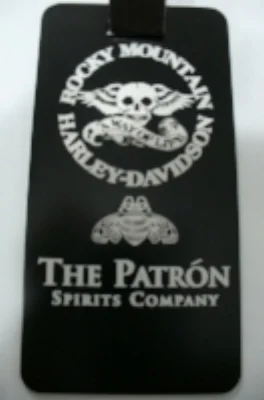 ROCKY MOUNTAIN
HARLEY-DAVIDSON
THE PATRÓN
SPIRITS COMPANY